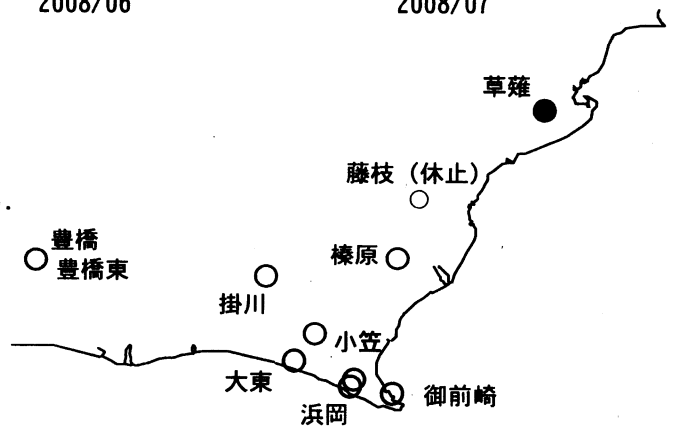 2008/06
2008/07
草薙
藤枝（休止）
豊橋
豊橋東
榛原
掛川
小笠
大東
浜岡
御前崎